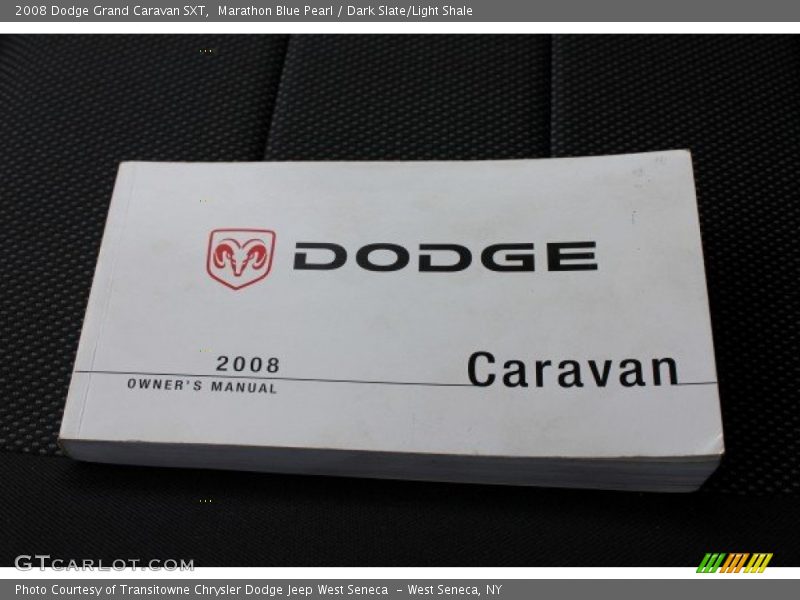 2008 Dodge Grand Caravan SXT,  Marathon Blue Pearl / Dark Slate/Light Shale
DODGE
2008
OWNER'S MANUAL
Caravan
GTCARLOT.COM
Photo Courtesy of Transitowne Chrysler Dodge Jeep West Seneca  - West Seneca, NY